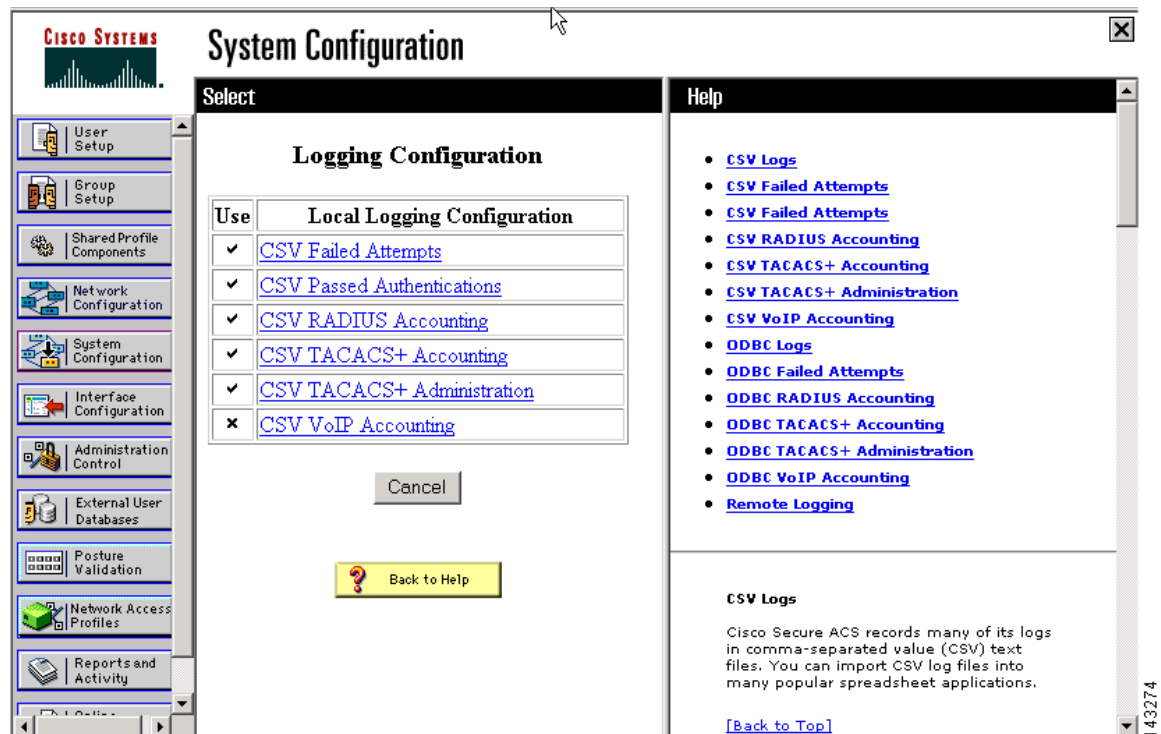 CISCO SYSTEMS
System Configuration
User
Setup
Group
Setup
Shared Profile
Components
Network
Configuration
System
Configuration
Interface
Configuration
Administration
Control
External User
Databases
Posture
Validation
Network Access
Profiles
Reports and
Activity
Select
Logging Configuration
Use Local Logging Configuration
CSV Failed Attempts
CSV Passed Authentications
CSV RADIUS Accounting
CSV TACACS+ Accounting
CSV TACACS+ Administration
CSV VoIP Accounting
Cancel
? Back to Help
Help
CSV Logs
CSV Failed Attempts
CSV Failed Attempts
CSV RADIUS Accounting
CSV TACACS+ Accounting
CSV TACACS+ Administration
CSV VoIP Accounting
ODBC Logs
ODBC Failed Attempts
ODBC RADIUS Accounting
ODBC TACACS+ Accounting
ODBC TACACS+ Administration
ODBC VoIP Accounting
Remote Logging
CSV Logs
Cisco Secure ACS records many of its logs
in comma-separated value (CSV) text
files. You can import CSV log files into
many popular spreadsheet applications.
[Back to Top]
143274